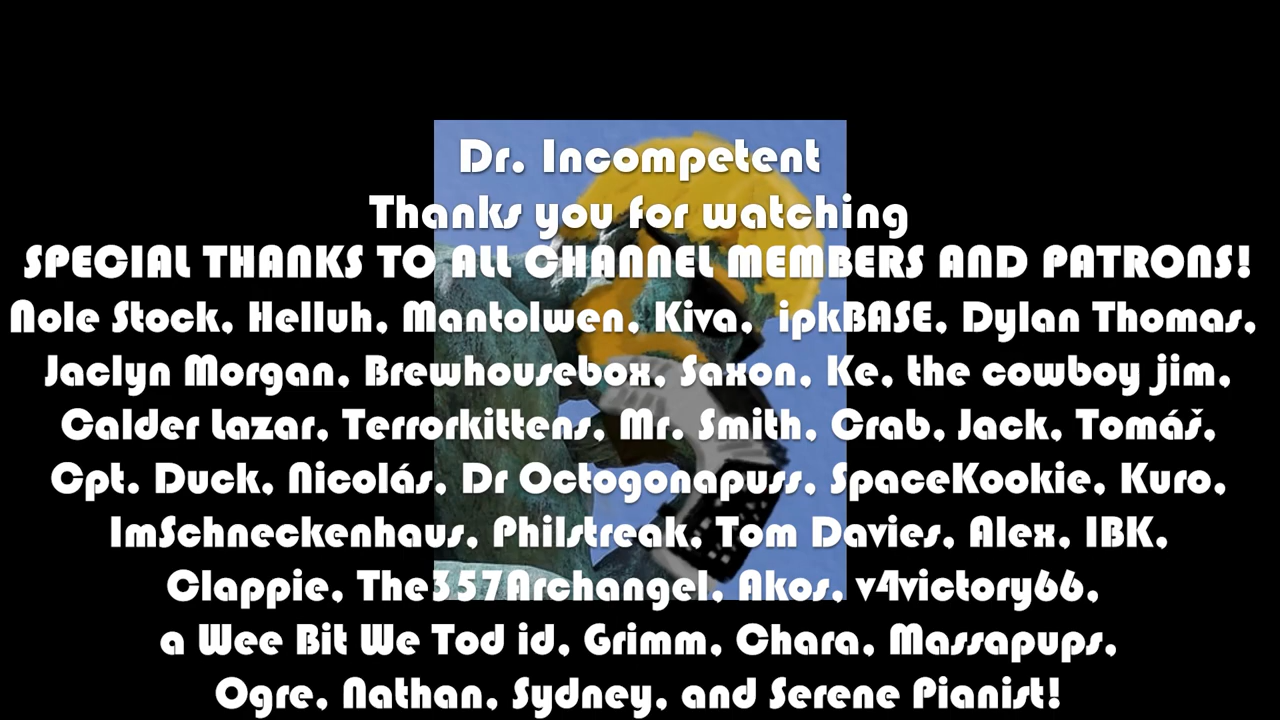 Dr. Incompetent
Thanks you for watching
SPECIAL THANKS TO ALL CHANNEL MEMBERS AND PATRONS!
Nole Stock, Helluh, Mantolwen, Kiva, ipkBASE, Dylan Thomas,
Jaclyn Morgan, Brewhousebox, Saxon, Ke, the cowboy jim,
Calder Lazar, Terrorkittens, Mr. Smith, Crab, Jack, Tomáš,
Cpt. Duck, Nicolás, Dr Octogonapuss, SpaceKookie, Kuro,
ImSchneckenhaus, Philstreak, Tom Davies, Alex, IBK,
Clappie, The357Archangel, Akos, v4victory66,
a Wee Bit We Tod id, Grimm, Chara, Massapups,
Ogre, Nathan, Sydney, and Serene Pianist!